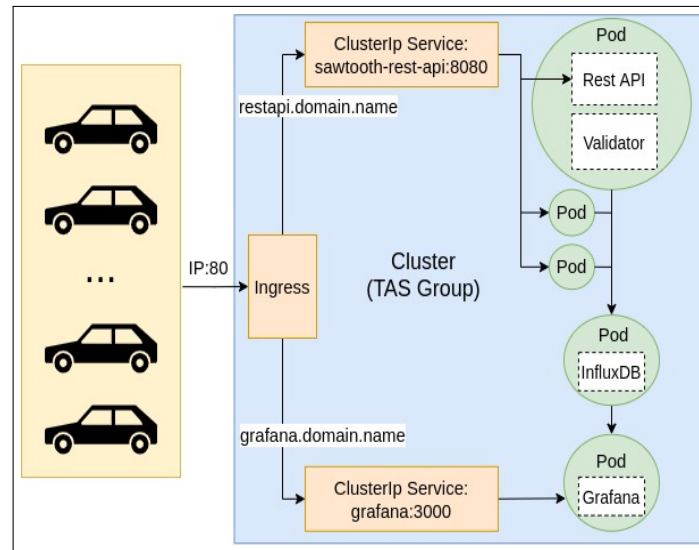 ClusterIp Service:
sawtooth-rest-api:8080
Pod
Rest API
Validator
restapi.domain.name
Pod
Pod
...
IP:80
Ingress
Cluster
(TAS Group)
Pod
InfluxDB
grafana.domain.name
ClusterIp Service:
grafana:3000
Pod
Grafana